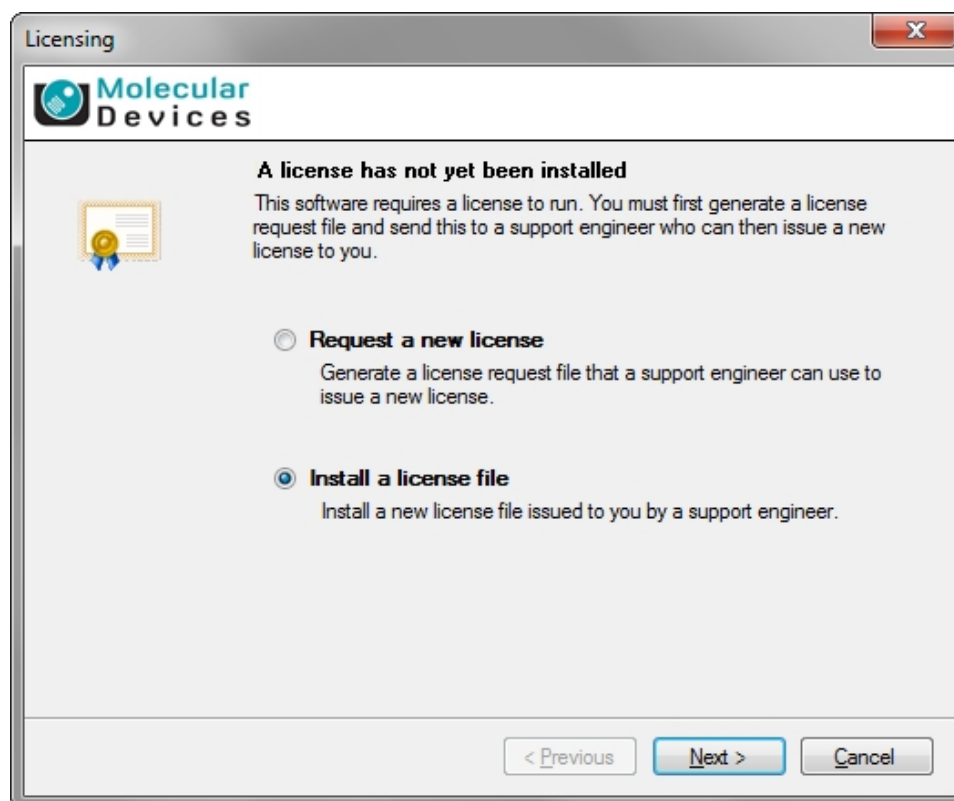 Licensing
Molecular
Devices
A license has not yet been installed
This software requires a license to run. You must first generate a license
request file and send this to a support engineer who can then issue a new
license to you.
Request a new license
Generate a license request file that a support engineer can use to
issue a new license.
Install a license file
Install a new license file issued to you by a support engineer.
< Previous
Next >
Cancel